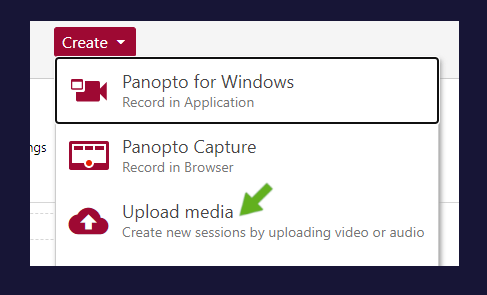 Create
Panopto for Windows
Record in Application
ngs
Panopto Capture
Record in Browser
Upload media
Create new sessions by uploading video or audio